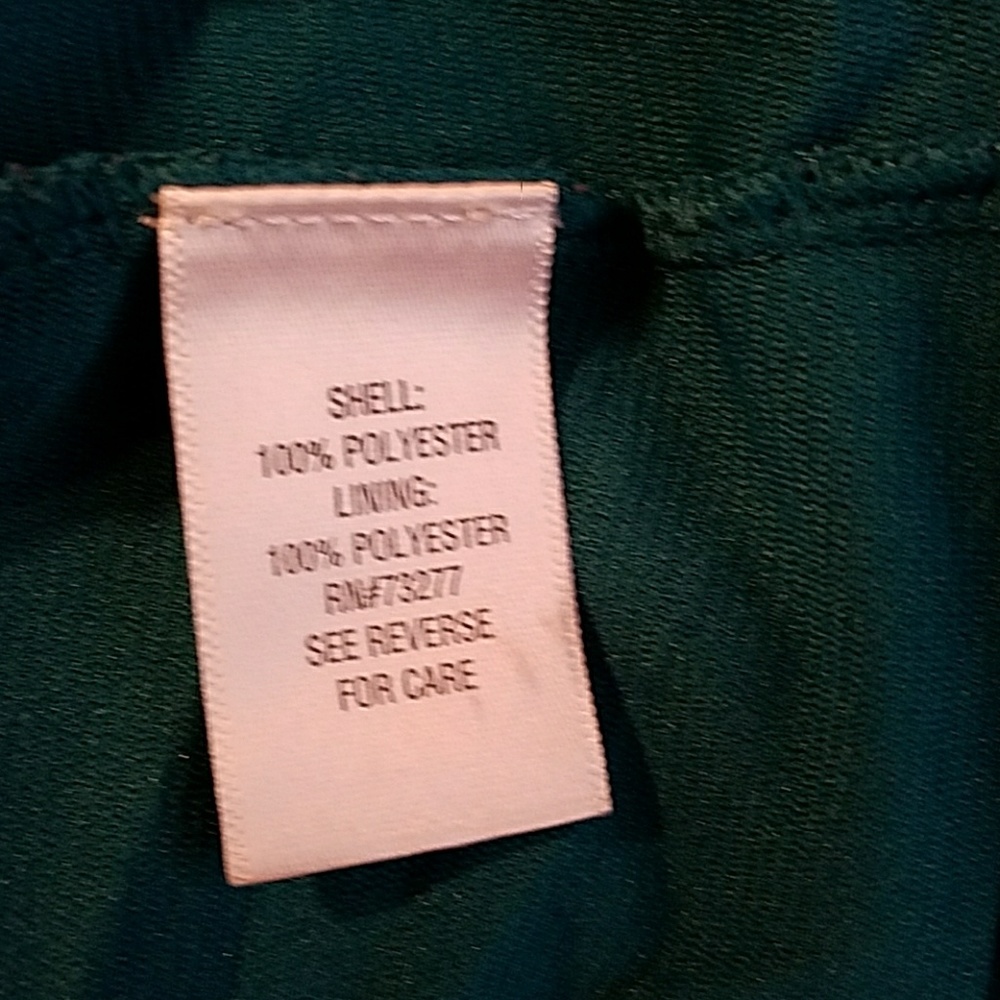 SHELL:
100% POLYESTER
LINING:
100% POLYESTER
RN#73277
SEE REVERSE
FOR CARE